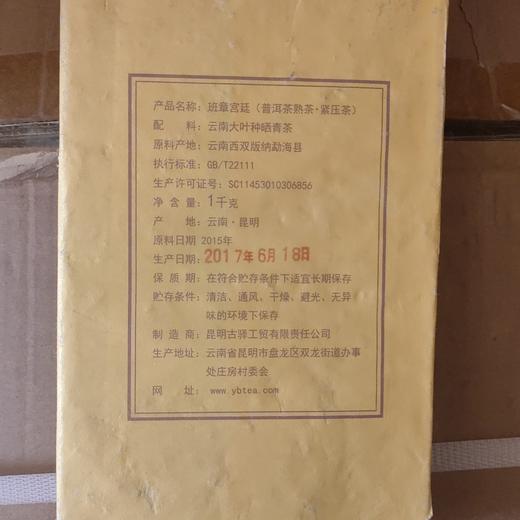 产品名称：班章宫廷（普洱茶熟茶·紧压茶）
配　　料：云南大叶种晒青茶
原料产地：云南西双版纳勐海县
执行标准：GB/T22111
生产许可证号：SC11453010306856
净 含 量：1千克
产　　地：云南·昆明
原料日期 2015年
生产日期：2017年6月18日
保 质 期：在符合贮存条件下适宜长期保存
贮存条件：清洁、通风、干燥、避光、无异
味的环境下保存
制 造 商：昆明古驿工贸有限责任公司
生产地址：云南省昆明市盘龙区双龙街道办事
处庄房村委会
网　　址：www.ybtea.com